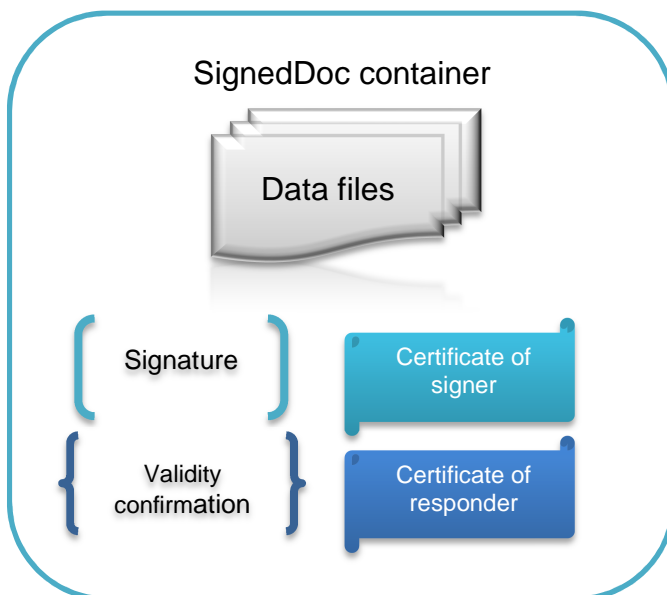 SignedDoc container
Data files
Signature
Certificate of
signer
Validity
confirmation
Certificate of
responder